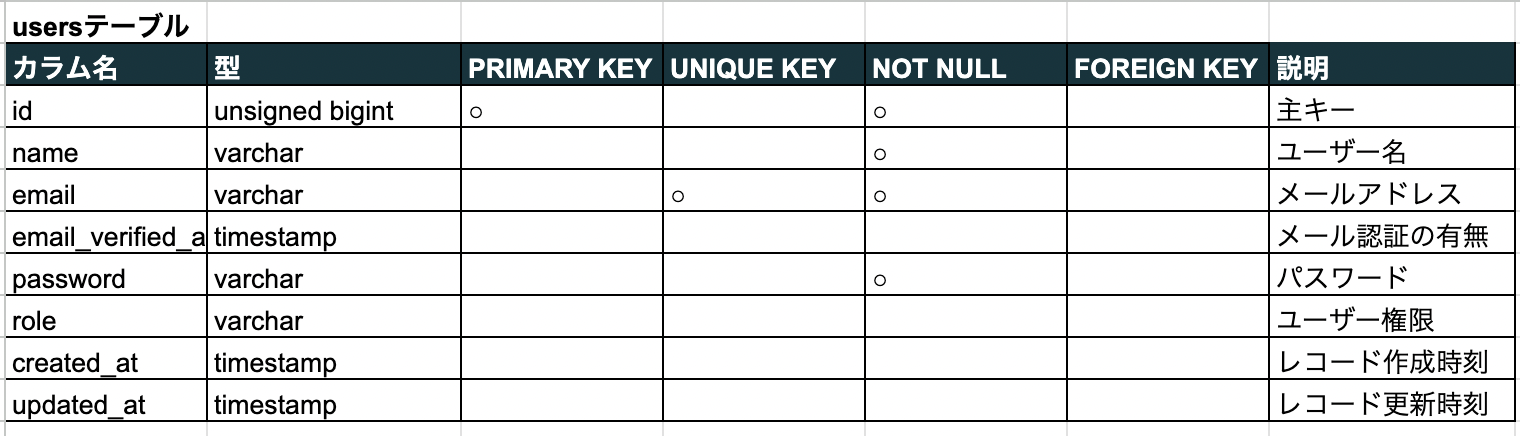 usersテーブル
カラム名 型 PRIMARY KEY UNIQUE KEY NOT NULL FOREIGN KEY 説明
id unsigned bigint ○ ○ 主キー
name varchar ○ ユーザー名
email varchar ○ ○ メールアドレス
email_verified_a timestamp メール認証の有無
password varchar ○ パスワード
role varchar ユーザー権限
created_at timestamp レコード作成時刻
updated_at timestamp レコード更新時刻